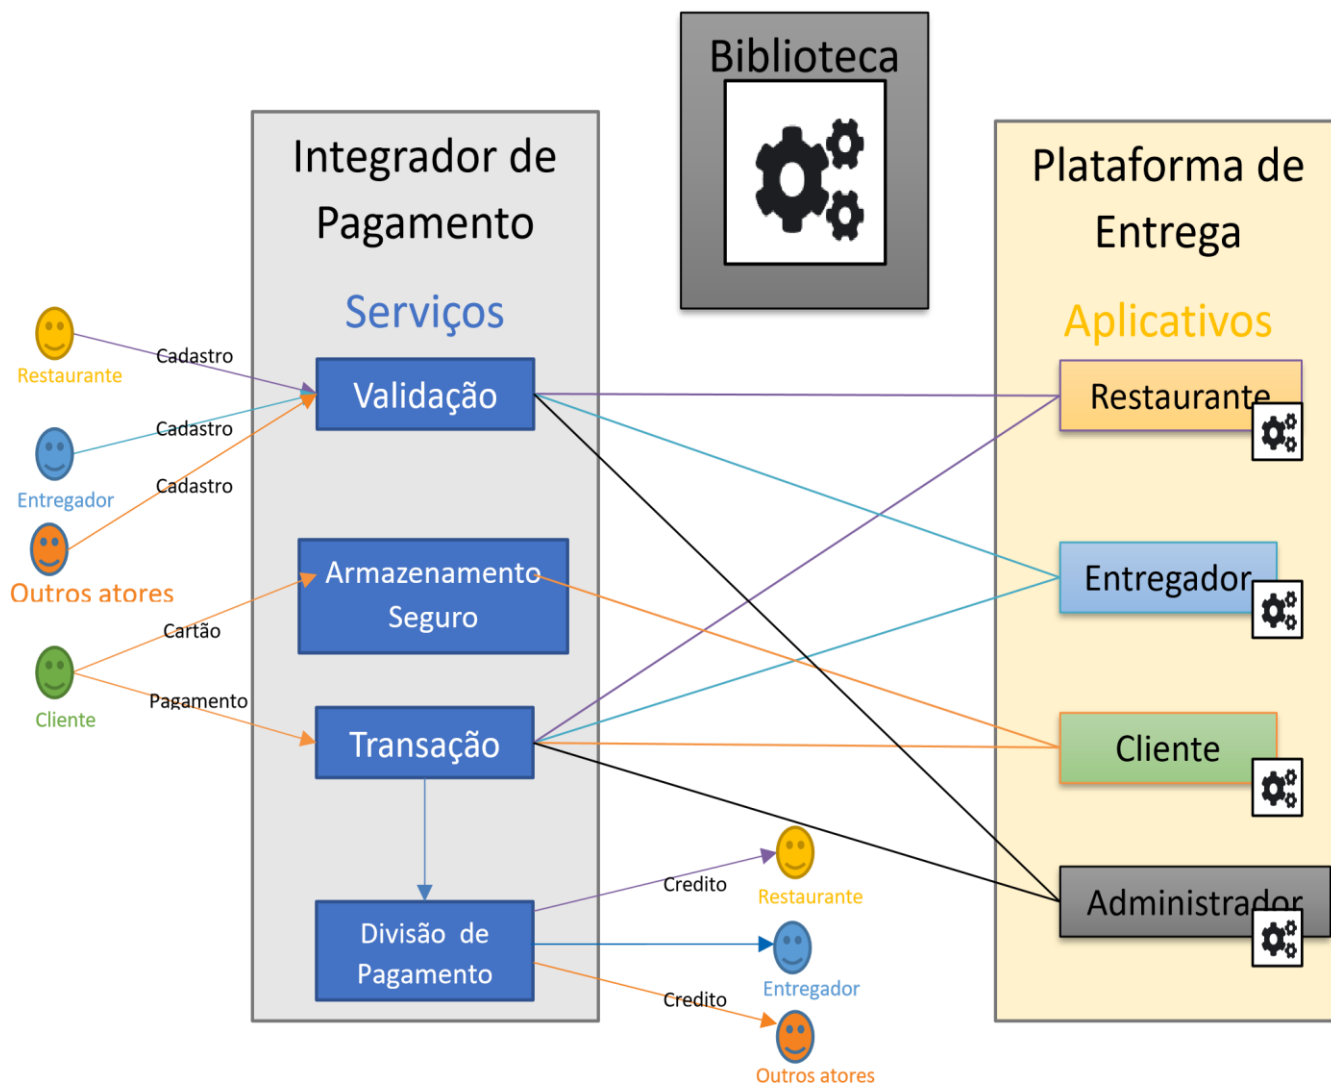 Biblioteca
Integrador de
Pagamento
Serviços
Plataforma de
Entrega
Aplicativos
Restaurante
Cadastro
Entregador
Cadastro
Cadastro
Outros atores
Cartão
Cliente
Pagamento
Validação
Armazenamento
Seguro
Transação
Divisão de
Pagamento
Credito
Restaurante
Entregador
Credito
Outros atores
Restaurante
Entregador
Cliente
Administrador